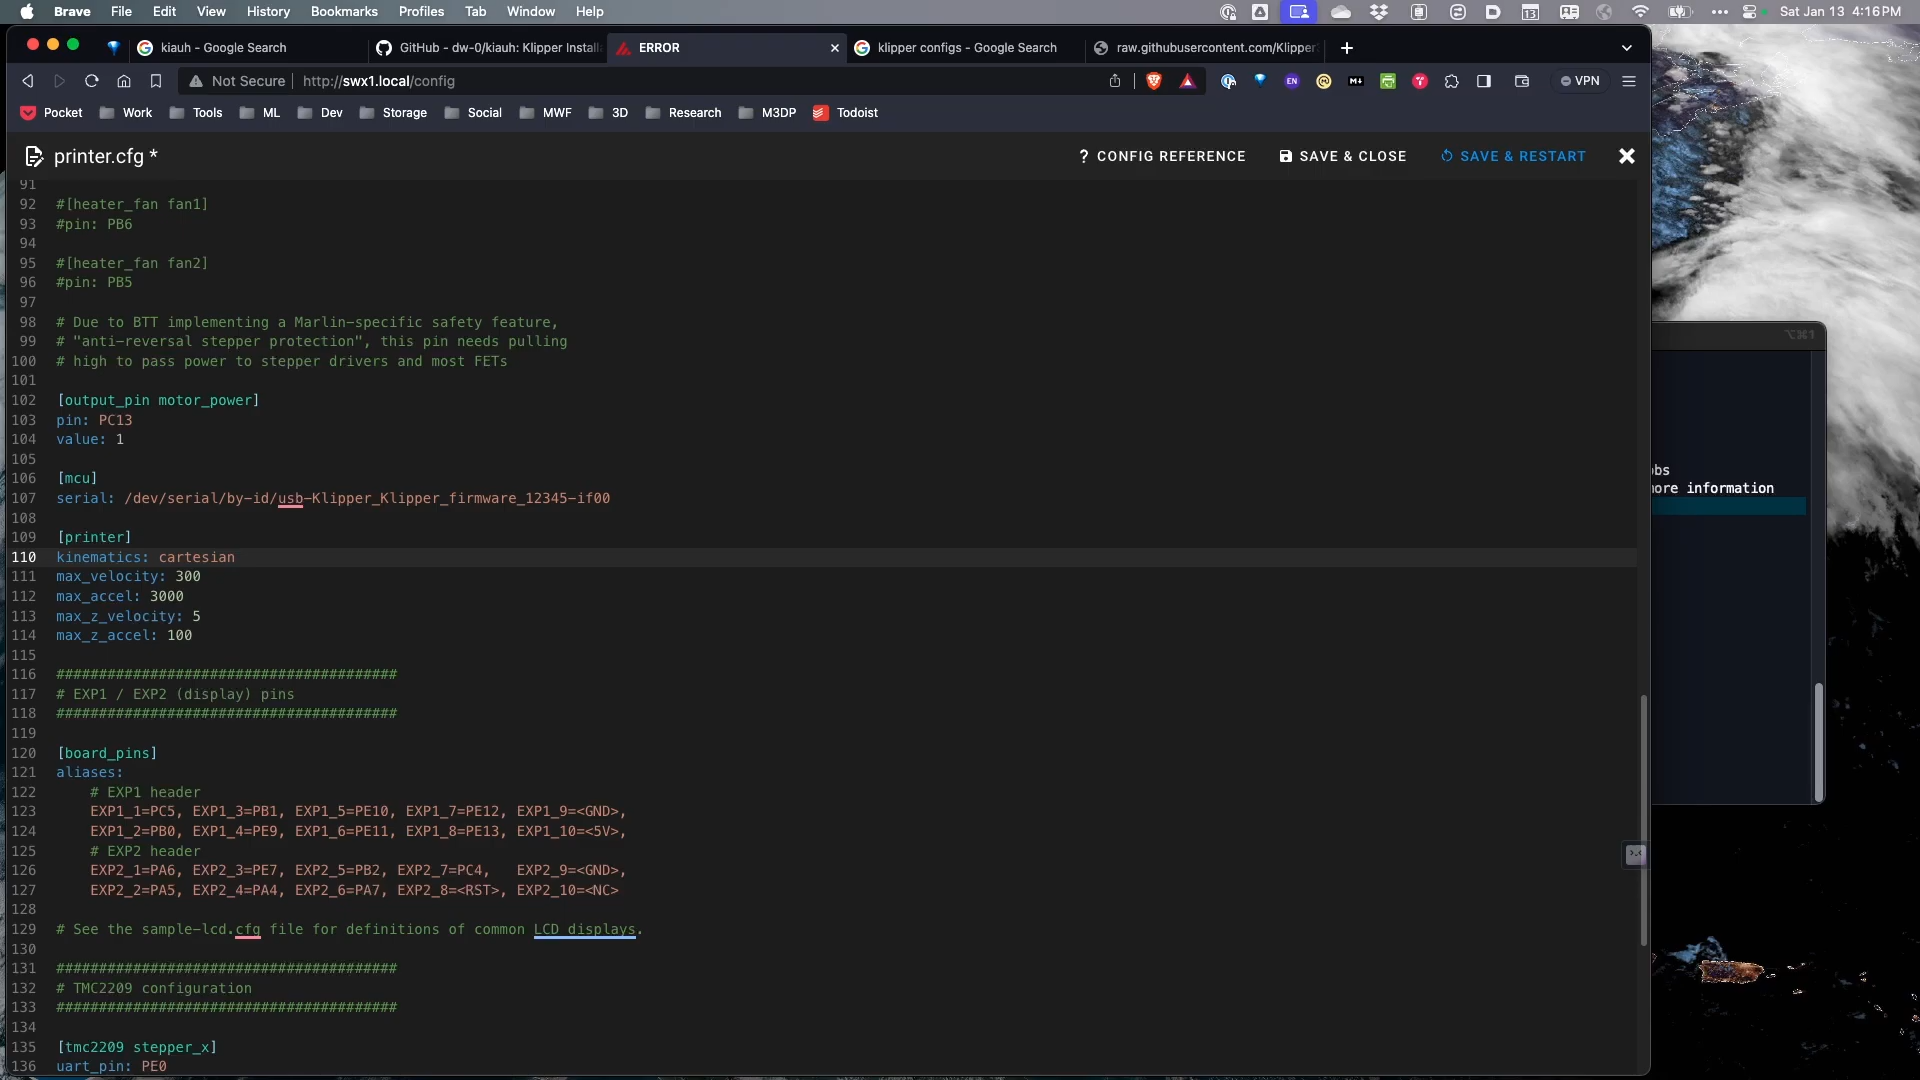 Brave File Edit View History Bookmarks Profiles Tab Window Help 13 Sat Jan 13 4:16 PM
kiauh - Google Search GitHub - dw-0/kiauh: Klipper Install ERROR klipper configs - Google Search raw.githubusercontent.com/Klipper
Not Secure http://swx1.local/config EN VPN
Pocket Work Tools ML Dev Storage Social MWF 3D Research M3DP Todoist
printer.cfg * ? CONFIG REFERENCE SAVE & CLOSE SAVE & RESTART
91
92 #[heater_fan fan1]
93 #pin: PB6
94
95 #[heater_fan fan2]
96 #pin: PB5
97
98 # Due to BTT implementing a Marlin-specific safety feature,
99 # "anti-reversal stepper protection", this pin needs pulling
100 # high to pass power to stepper drivers and most FETs
101
102 [output_pin motor_power]
103 pin: PC13
104 value: 1
105
106 [mcu]
107 serial: /dev/serial/by-id/usb-Klipper_Klipper_firmware_12345-if00
108
109 [printer]
110 kinematics: cartesian
111 max_velocity: 300
112 max_accel: 3000
113 max_z_velocity: 5
114 max_z_accel: 100
115
116 ########################################
117 # EXP1 / EXP2 (display) pins
118 ########################################
119
120 [board_pins]
121 aliases:
122 # EXP1 header
123 EXP1_1=PC5, EXP1_3=PB1, EXP1_5=PE10, EXP1_7=PE12, EXP1_9=<GND>,
124 EXP1_2=PB0, EXP1_4=PE9, EXP1_6=PE11, EXP1_8=PE13, EXP1_10=<5V>,
125 # EXP2 header
126 EXP2_1=PA6, EXP2_3=PE7, EXP2_5=PB2, EXP2_7=PC4, EXP2_9=<GND>,
127 EXP2_2=PA5, EXP2_4=PA4, EXP2_6=PA7, EXP2_8=<RST>, EXP2_10=<NC>
128
129 # See the sample-lcd.cfg file for definitions of common LCD displays.
130
131 ########################################
132 # TMC2209 configuration
133 ########################################
134
135 [tmc2209 stepper_x]
136 uart_pin: PE0
⌥⌘1
obs
more information